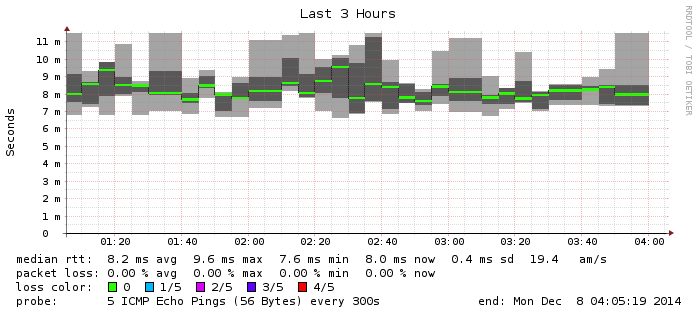 Last 3 Hours
RRDTOOL / TOBI OETIKER
Seconds
11 m
10 m
9 m
8 m
7 m
6 m
5 m
4 m
3 m
2 m
1 m
0
01:20 01:40 02:00 02:20 02:40 03:00 03:20 03:40 04:00
median rtt: 8.2 ms avg 9.6 ms max 7.6 ms min 8.0 ms now 0.4 ms sd 19.4 am/s
packet loss: 0.00 % avg 0.00 % max 0.00 % min 0.00 % now
loss color: 0 1/5 2/5 3/5 4/5
probe: 5 ICMP Echo Pings (56 Bytes) every 300s end: Mon Dec 8 04:05:19 2014